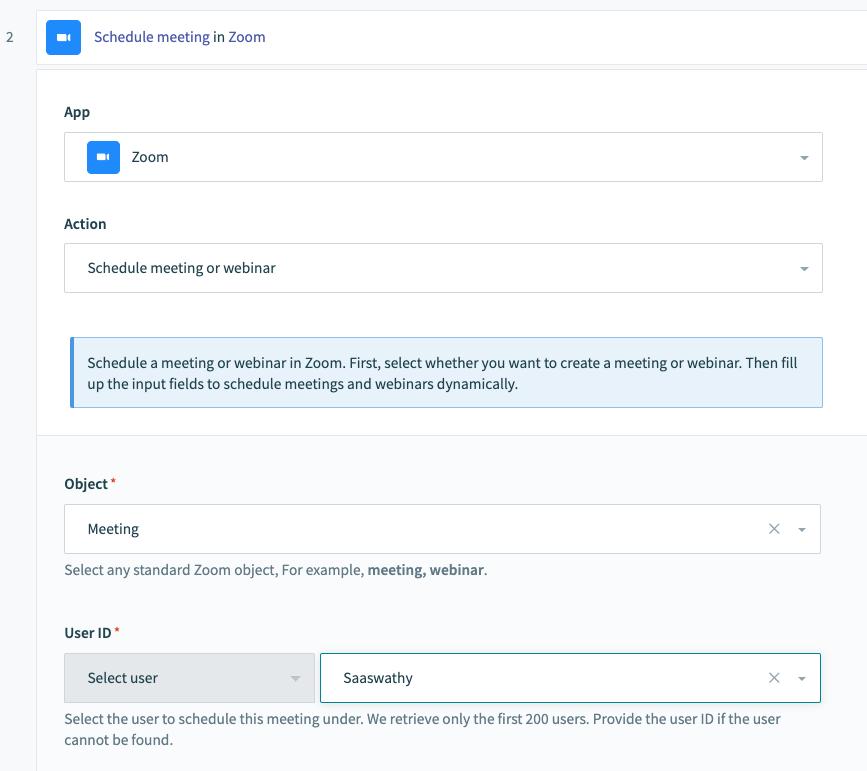 2
Schedule meeting in Zoom
App
Zoom
Action
Schedule meeting or webinar
Schedule a meeting or webinar in Zoom. First, select whether you want to create a meeting or webinar. Then fill
up the input fields to schedule meetings and webinars dynamically.
Object *
Meeting
Select any standard Zoom object, For example, meeting, webinar.
User ID *
Select user
Saaswathy
Select the user to schedule this meeting under. We retrieve only the first 200 users. Provide the user ID if the user
cannot be found.